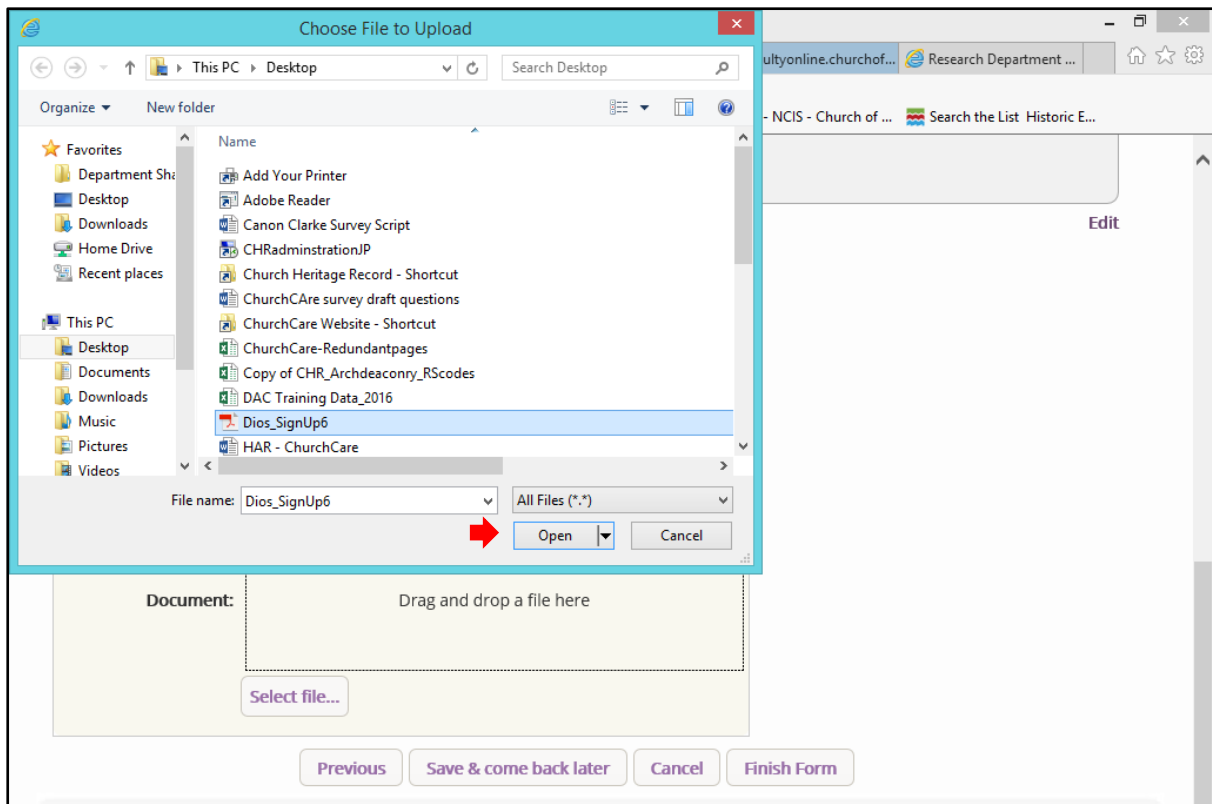 Choose File to Upload
This PC Desktop
Search Desktop
ultyonline.churchof...
Research Department ...
Organize
New folder
- NCIS - Church of ...
Search the List Historic E...
Favorites
Department Sha
Desktop
Downloads
Home Drive
Recent places
This PC
Desktop
Documents
Downloads
Music
Pictures
Videos
Name
Add Your Printer
Adobe Reader
Canon Clarke Survey Script
CHRadminstrationJP
Church Heritage Record - Shortcut
ChurchCAre survey draft questions
ChurchCare Website - Shortcut
ChurchCare-Redundantpages
Copy of CHR_Archdeaconry_RScodes
DAC Training Data_2016
Dios_SignUp6
HAR - ChurchCare
Edit
File name: Dios_SignUp6
All Files (*.*)
Open
Cancel
Document:
Drag and drop a file here
Select file...
Previous
Save & come back later
Cancel
Finish Form